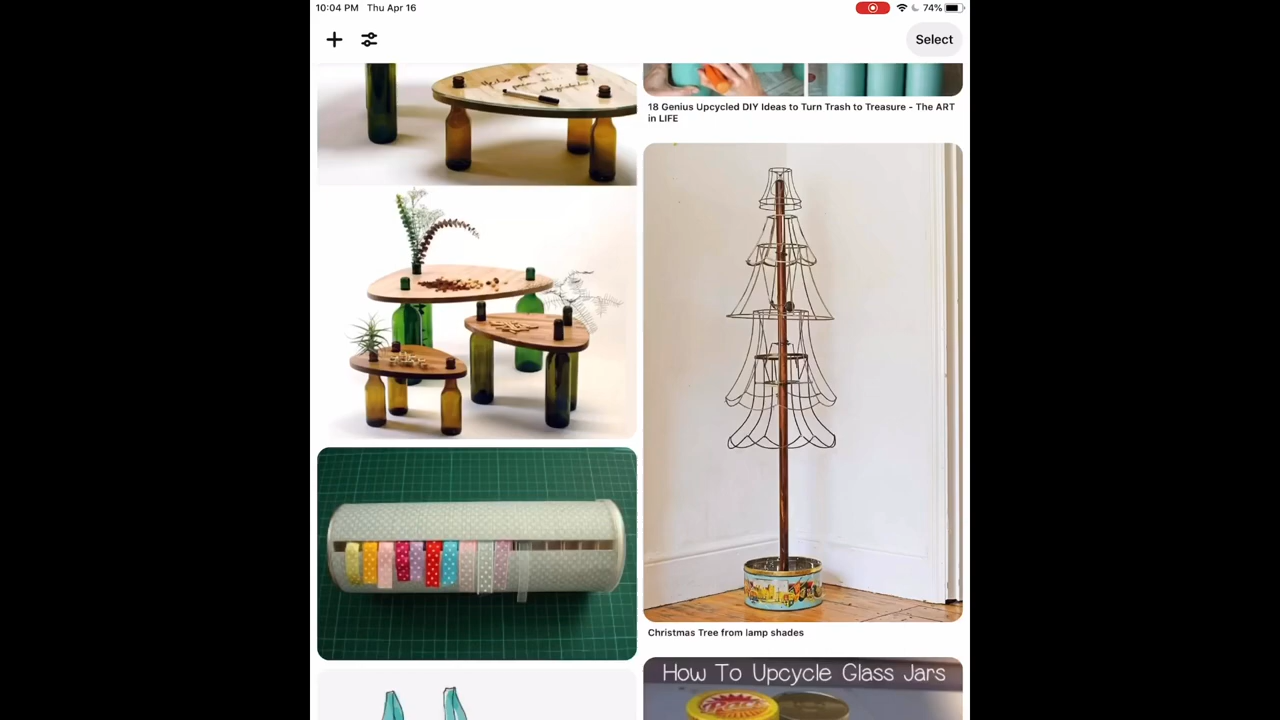 10:04 PM Thu Apr 16
74%
Select
18 Genius Upcycled DIY Ideas to Turn Trash to Treasure - The ART
in LIFE
Christmas Tree from lamp shades
How To Upcycle Glass Jars